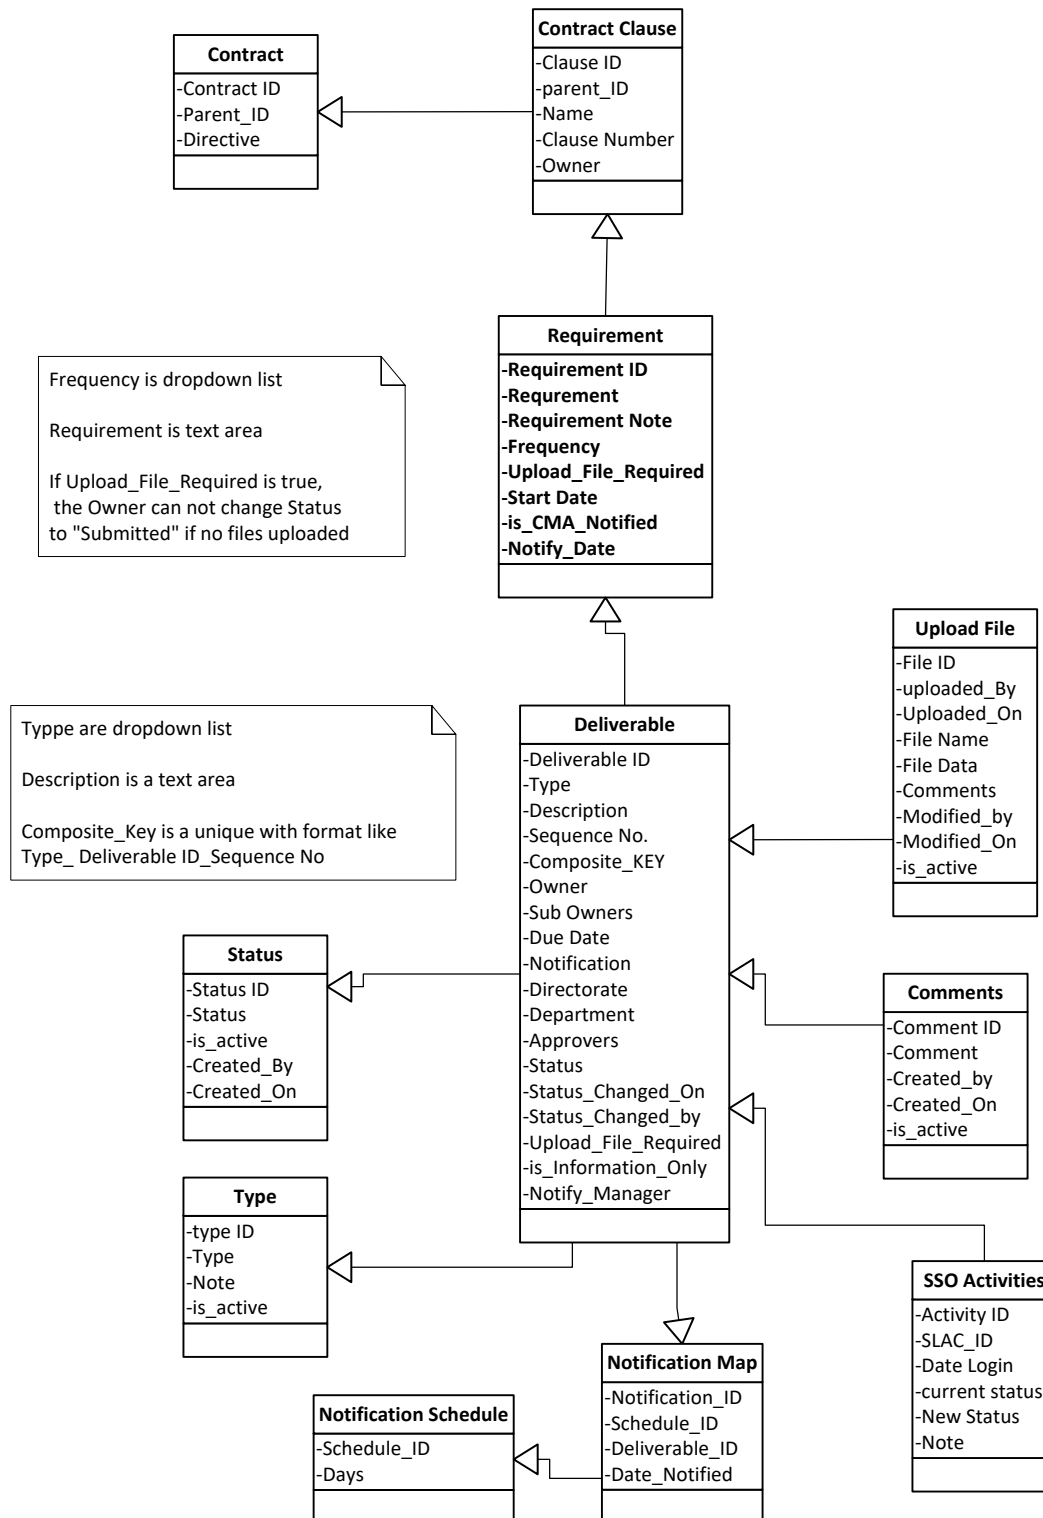 Contract
-Contract ID
-Parent_ID
-Directive
Contract Clause
-Clause ID
-parent_ID
-Name
-Clause Number
-Owner
Requirement
-Requirement ID
-Requrement
-Requirement Note
-Frequency
-Upload_File_Required
-Start Date
-is_CMA_Notified
-Notify_Date
Frequency is dropdown list
Requirement is text area
If Upload_File_Required is true,
the Owner can not change Status
to "Submitted" if no files uploaded
Upload File
-File ID
-uploaded_By
-Uploaded_On
-File Name
-File Data
-Comments
-Modified_by
-Modified_On
-is_active
Typpe are dropdown list
Description is a text area
Composite_Key is a unique with format like
Type_ Deliverable ID_Sequence No
Deliverable
-Deliverable ID
-Type
-Description
-Sequence No.
-Composite_KEY
-Owner
-Sub Owners
-Due Date
-Notification
-Directorate
-Department
-Approvers
-Status
-Status_Changed_On
-Status_Changed_by
-Upload_File_Required
-is_Information_Only
-Notify_Manager
Status
-Status ID
-Status
-is_active
-Created_By
-Created_On
Comments
-Comment ID
-Comment
-Created_by
-Created_On
-is_active
Type
-type ID
-Type
-Note
-is_active
SSO Activities
-Activity ID
-SLAC_ID
-Date Login
-current status
-New Status
-Note
Notification Map
-Notification_ID
-Schedule_ID
-Deliverable_ID
-Date_Notified
Notification Schedule
-Schedule_ID
-Days